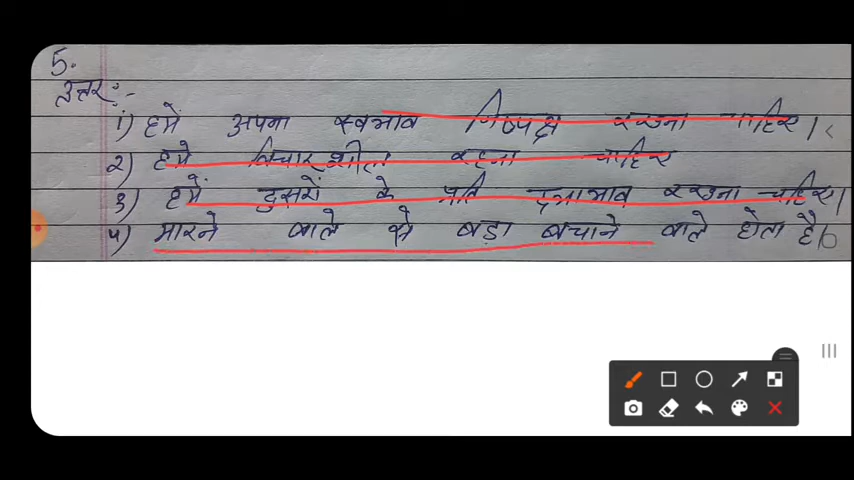 5.
उत्तर:-
1) हमें अपना स्वभाव निष्पक्ष रखना चाहिए।
2) हमे विचारशील रहना चाहिए
3) हमें दुसरों के प्रति दयाभाव रखना चाहिए।
4) मारने वाले से बड़ा बचाने वाले होता है।